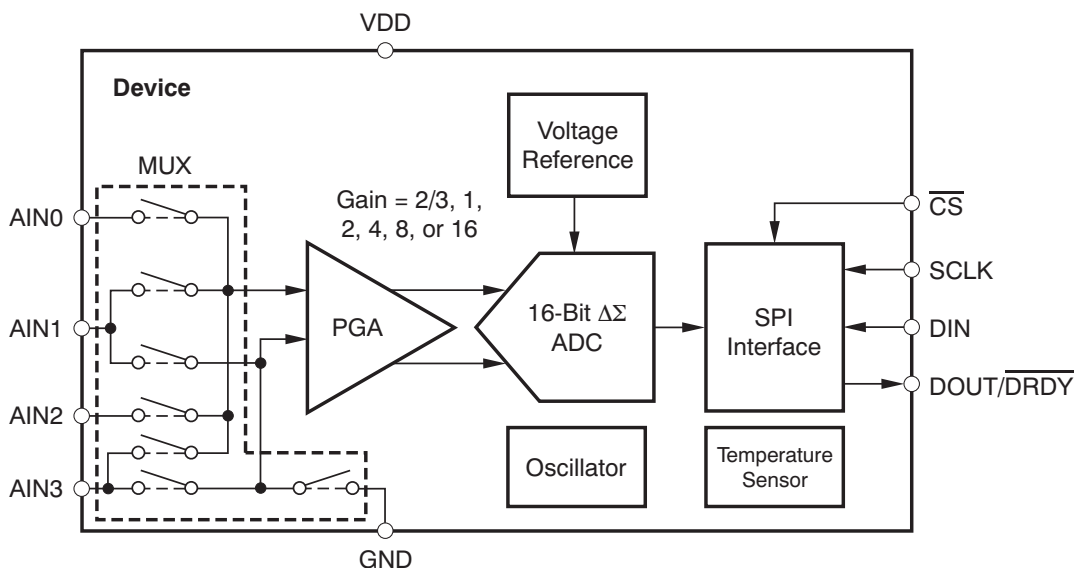 VDD
Device
MUX
Voltage
Reference
Gain = 2/3, 1,
2, 4, 8, or 16
AIN0
AIN1
AIN2
AIN3
PGA
16-Bit ΔΣ
ADC
SPI
Interface
CS
SCLK
DIN
DOUT/DRDY
Oscillator
Temperature
Sensor
GND